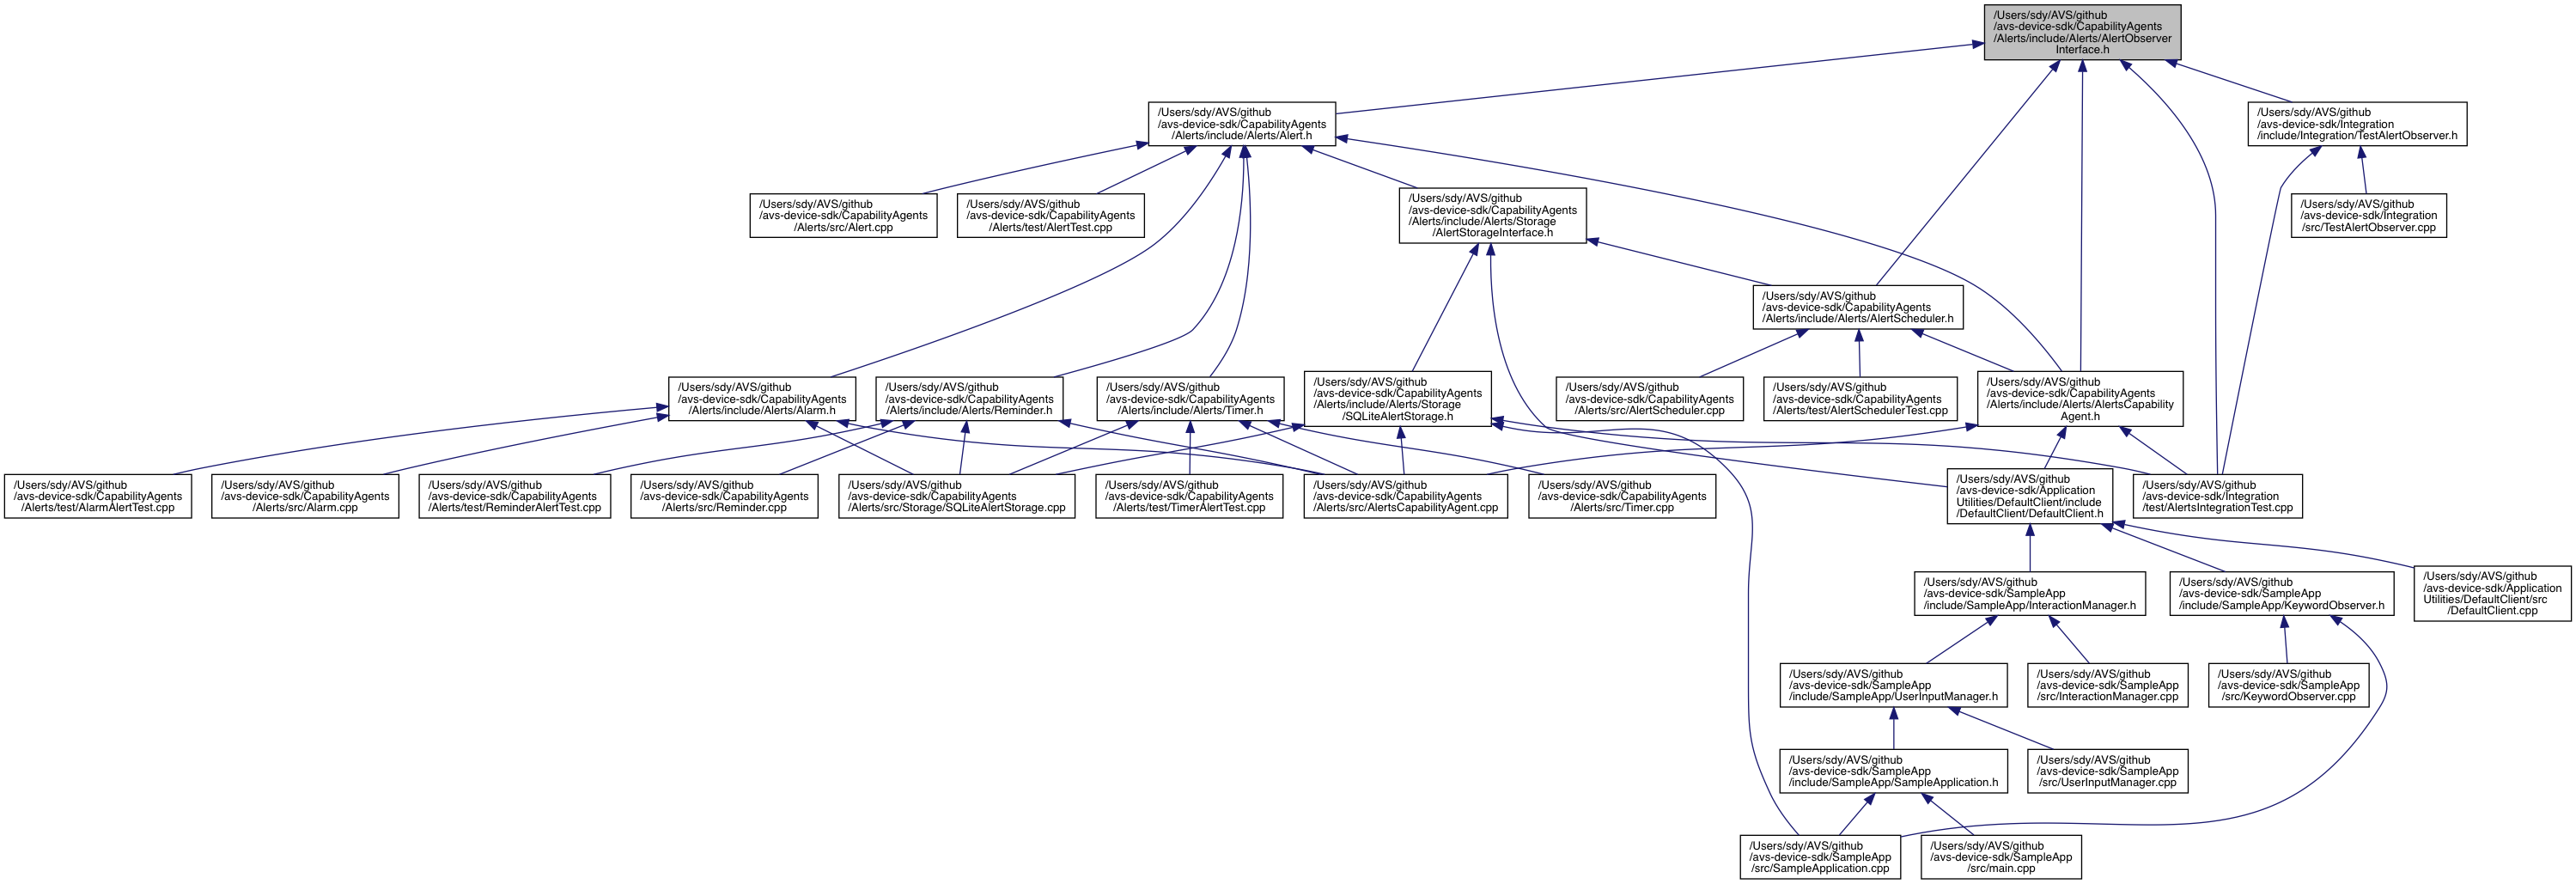 /Users/sdy/AVS/github
/avs-device-sdk/CapabilityAgents
/Alerts/include/Alerts/AlertObserver
Interface.h
/Users/sdy/AVS/github
/avs-device-sdk/CapabilityAgents
/Alerts/include/Alerts/Alert.h
/Users/sdy/AVS/github
/avs-device-sdk/Integration
/include/Integration/TestAlertObserver.h
/Users/sdy/AVS/github
/avs-device-sdk/CapabilityAgents
/Alerts/src/Alert.cpp
/Users/sdy/AVS/github
/avs-device-sdk/CapabilityAgents
/Alerts/test/AlertTest.cpp
/Users/sdy/AVS/github
/avs-device-sdk/CapabilityAgents
/Alerts/include/Alerts/Storage
/AlertStorageInterface.h
/Users/sdy/AVS/github
/avs-device-sdk/Integration
/src/TestAlertObserver.cpp
/Users/sdy/AVS/github
/avs-device-sdk/CapabilityAgents
/Alerts/include/Alerts/AlertScheduler.h
/Users/sdy/AVS/github
/avs-device-sdk/CapabilityAgents
/Alerts/include/Alerts/Alarm.h
/Users/sdy/AVS/github
/avs-device-sdk/CapabilityAgents
/Alerts/include/Alerts/Reminder.h
/Users/sdy/AVS/github
/avs-device-sdk/CapabilityAgents
/Alerts/include/Alerts/Timer.h
/Users/sdy/AVS/github
/avs-device-sdk/CapabilityAgents
/Alerts/include/Alerts/Storage
/SQLiteAlertStorage.h
/Users/sdy/AVS/github
/avs-device-sdk/CapabilityAgents
/Alerts/src/AlertScheduler.cpp
/Users/sdy/AVS/github
/avs-device-sdk/CapabilityAgents
/Alerts/test/AlertSchedulerTest.cpp
/Users/sdy/AVS/github
/avs-device-sdk/CapabilityAgents
/Alerts/include/Alerts/AlertsCapability
Agent.h
/Users/sdy/AVS/github
/avs-device-sdk/CapabilityAgents
/Alerts/test/AlarmAlertTest.cpp
/Users/sdy/AVS/github
/avs-device-sdk/CapabilityAgents
/Alerts/src/Alarm.cpp
/Users/sdy/AVS/github
/avs-device-sdk/CapabilityAgents
/Alerts/test/ReminderAlertTest.cpp
/Users/sdy/AVS/github
/avs-device-sdk/CapabilityAgents
/Alerts/src/Reminder.cpp
/Users/sdy/AVS/github
/avs-device-sdk/CapabilityAgents
/Alerts/src/Storage/SQLiteAlertStorage.cpp
/Users/sdy/AVS/github
/avs-device-sdk/CapabilityAgents
/Alerts/test/TimerAlertTest.cpp
/Users/sdy/AVS/github
/avs-device-sdk/CapabilityAgents
/Alerts/src/AlertsCapabilityAgent.cpp
/Users/sdy/AVS/github
/avs-device-sdk/CapabilityAgents
/Alerts/src/Timer.cpp
/Users/sdy/AVS/github
/avs-device-sdk/Application
Utilities/DefaultClient/include
/DefaultClient/DefaultClient.h
/Users/sdy/AVS/github
/avs-device-sdk/Integration
/test/AlertsIntegrationTest.cpp
/Users/sdy/AVS/github
/avs-device-sdk/SampleApp
/include/SampleApp/InteractionManager.h
/Users/sdy/AVS/github
/avs-device-sdk/SampleApp
/include/SampleApp/KeywordObserver.h
/Users/sdy/AVS/github
/avs-device-sdk/Application
Utilities/DefaultClient/src
/DefaultClient.cpp
/Users/sdy/AVS/github
/avs-device-sdk/SampleApp
/include/SampleApp/UserInputManager.h
/Users/sdy/AVS/github
/avs-device-sdk/SampleApp
/src/InteractionManager.cpp
/Users/sdy/AVS/github
/avs-device-sdk/SampleApp
/src/KeywordObserver.cpp
/Users/sdy/AVS/github
/avs-device-sdk/SampleApp
/include/SampleApp/SampleApplication.h
/Users/sdy/AVS/github
/avs-device-sdk/SampleApp
/src/UserInputManager.cpp
/Users/sdy/AVS/github
/avs-device-sdk/SampleApp
/src/SampleApplication.cpp
/Users/sdy/AVS/github
/avs-device-sdk/SampleApp
/src/main.cpp